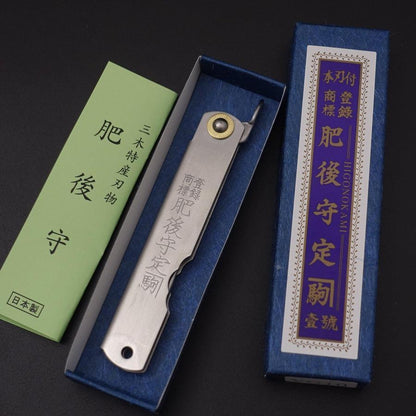 三木特産刃物
肥後守
日本製
登録
商標
肥後守定
駒
本刃付
登録
商標
肥後守定
HIGONOKAMI
駒
壹號